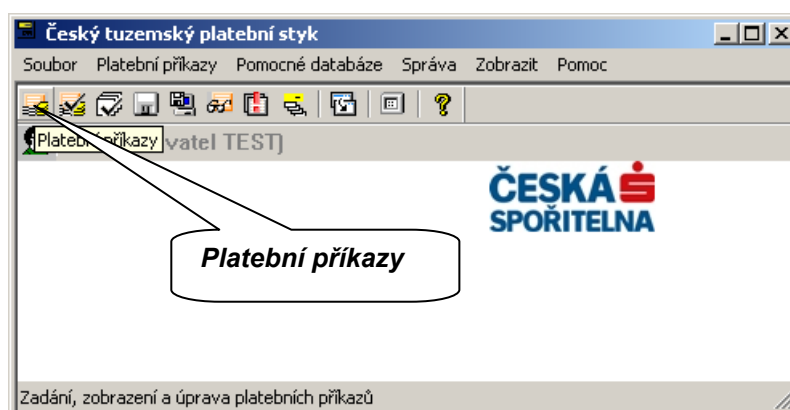 Český tuzemský platební styk
Soubor Platební příkazy Pomocné databáze Správa Zobrazit Pomoc
Platební příkazy
vatel TEST)
ČESKÁ
SPOŘITELNA
Platební příkazy
Zadání, zobrazení a úprava platebních příkazů